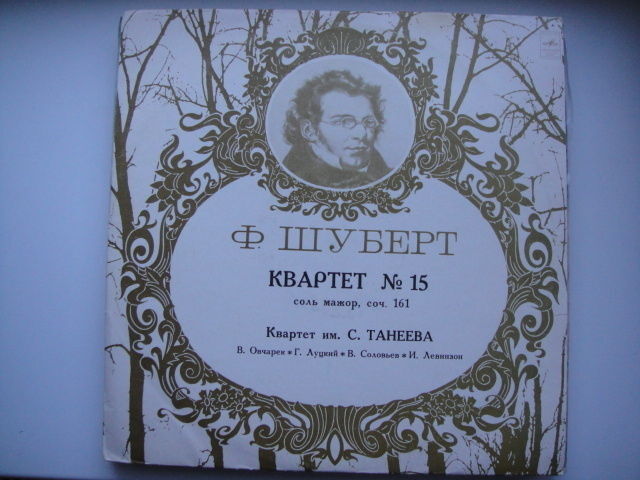 Ф. ШУБЕРТ
КВАРТЕТ № 15
соль мажор, соч. 161
Квартет им. С. ТАНЕЕВА
В. Овчарек * Г. Луцкий * В. Соловьев * И. Левинзон